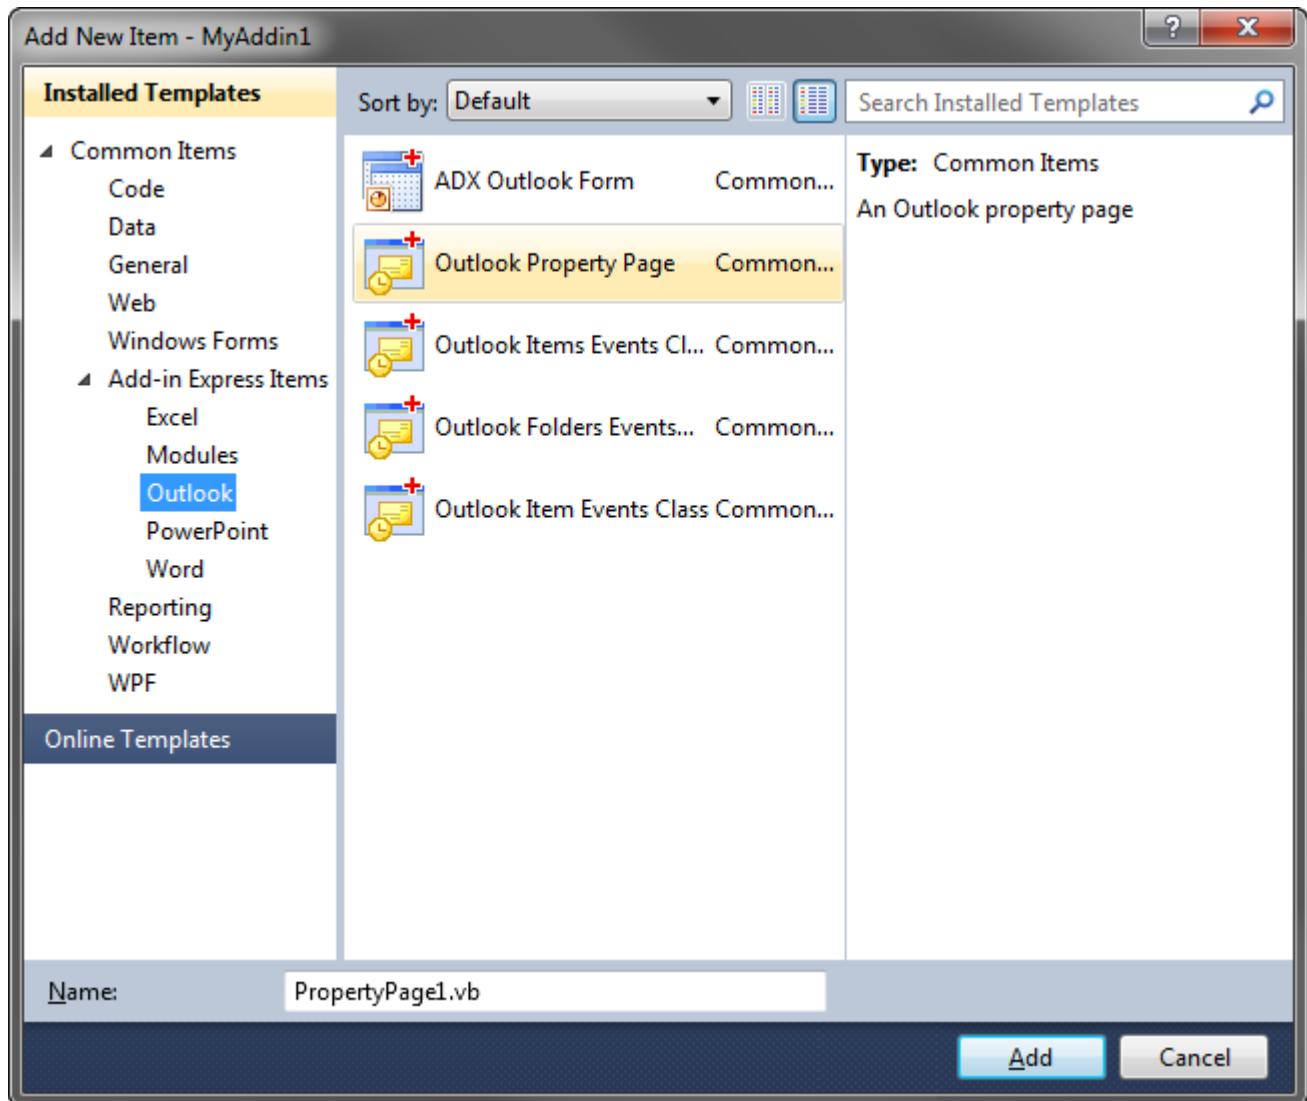 Add New Item - MyAddin1
?
X
Installed Templates
Common Items
Code
Data
General
Web
Windows Forms
Add-in Express Items
Excel
Modules
Outlook
PowerPoint
Word
Reporting
Workflow
WPF
Online Templates
Sort by: Default
Search Installed Templates
ADX Outlook Form Common...
Outlook Property Page Common...
Outlook Items Events Cl... Common...
Outlook Folders Events... Common...
Outlook Item Events Class Common...
Type: Common Items
An Outlook property page
Name: PropertyPage1.vb
Add Cancel